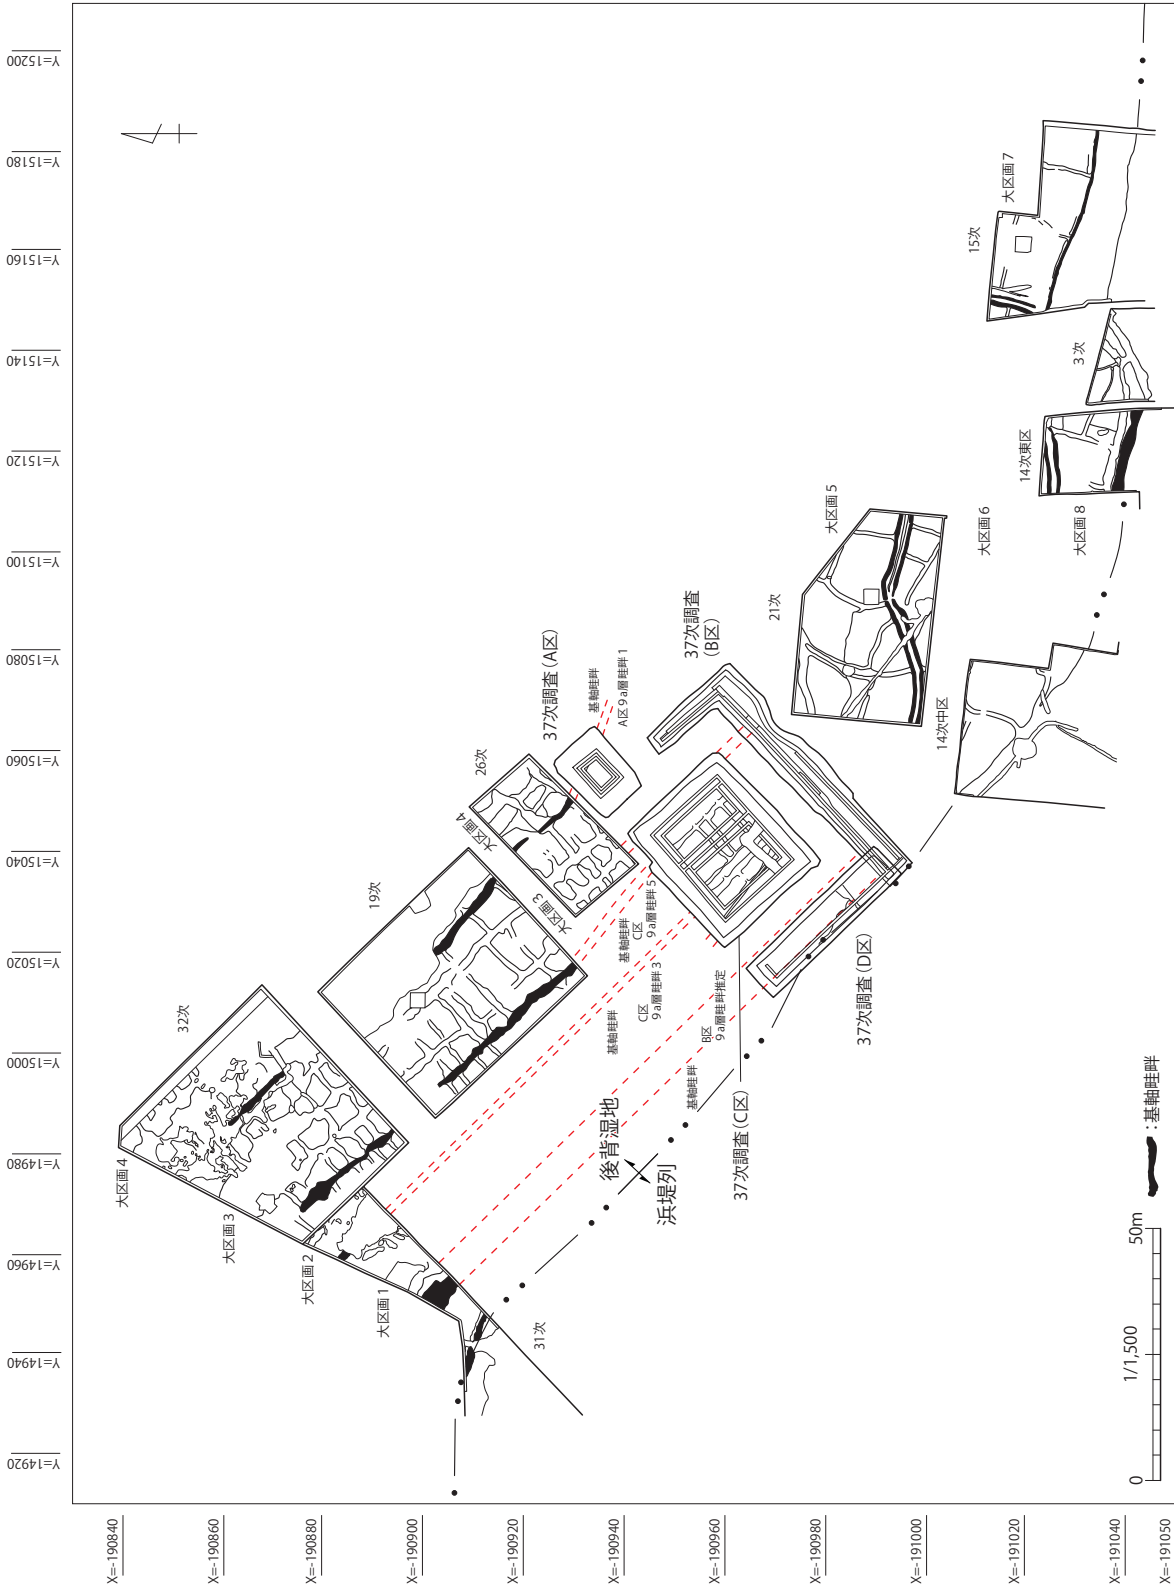 Y=15200
Y=15180
Y=15160
Y=15140
Y=15120
Y=15100
Y=15080
Y=15060
Y=15040
Y=15020
Y=15000
Y=14980
Y=14960
Y=14940
Y=14920
X=-190840
X=-190860
X=-190880
X=-190900
X=-190920
X=-190940
X=-190960
X=-190980
X=-191000
X=-191020
X=-191040
X=-191050
大区画 4
32次
大区画 3
大区画 2
大区画 1
31次
19次
大区画 3
大区画 4
26次
37次調査(A区)
基軸畦畔
A区 9a層畦畔 1
37次調査
(B区)
基軸畦畔
C区
9a層畦畔 5
基軸畦畔
C区
9a層畦畔 3
B区
9a層畦畔推定
基軸畦畔
37次調査(C区)
37次調査(D区)
後背湿地
浜堤列
21次
大区画 5
大区画 6
14次中区
14次東区
大区画 8
3次
15次
大区画 7
0
1/1,500
50m
:基軸畦畔